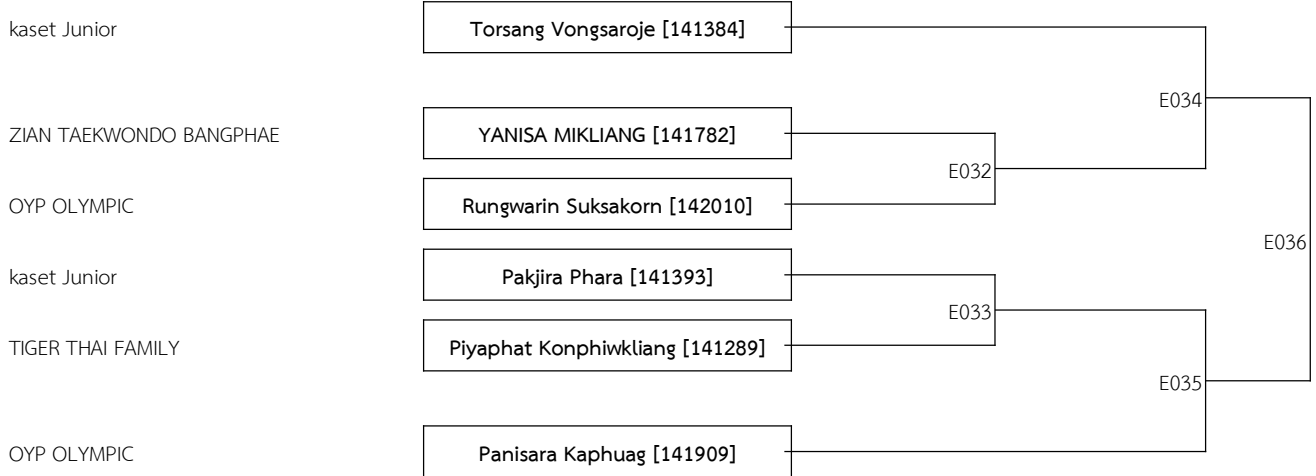 kaset Junior
Torsang Vongsaroje [141384]
E034
ZIAN TAEKWONDO BANGPHAE
YANISA MIKLIANG [141782]
E032
OYP OLYMPIC
Rungwarin Suksakorn [142010]
E036
kaset Junior
Pakjira Phara [141393]
E033
TIGER THAI FAMILY
Piyaphat Konphiwkliang [141289]
E035
OYP OLYMPIC
Panisara Kaphuag [141909]